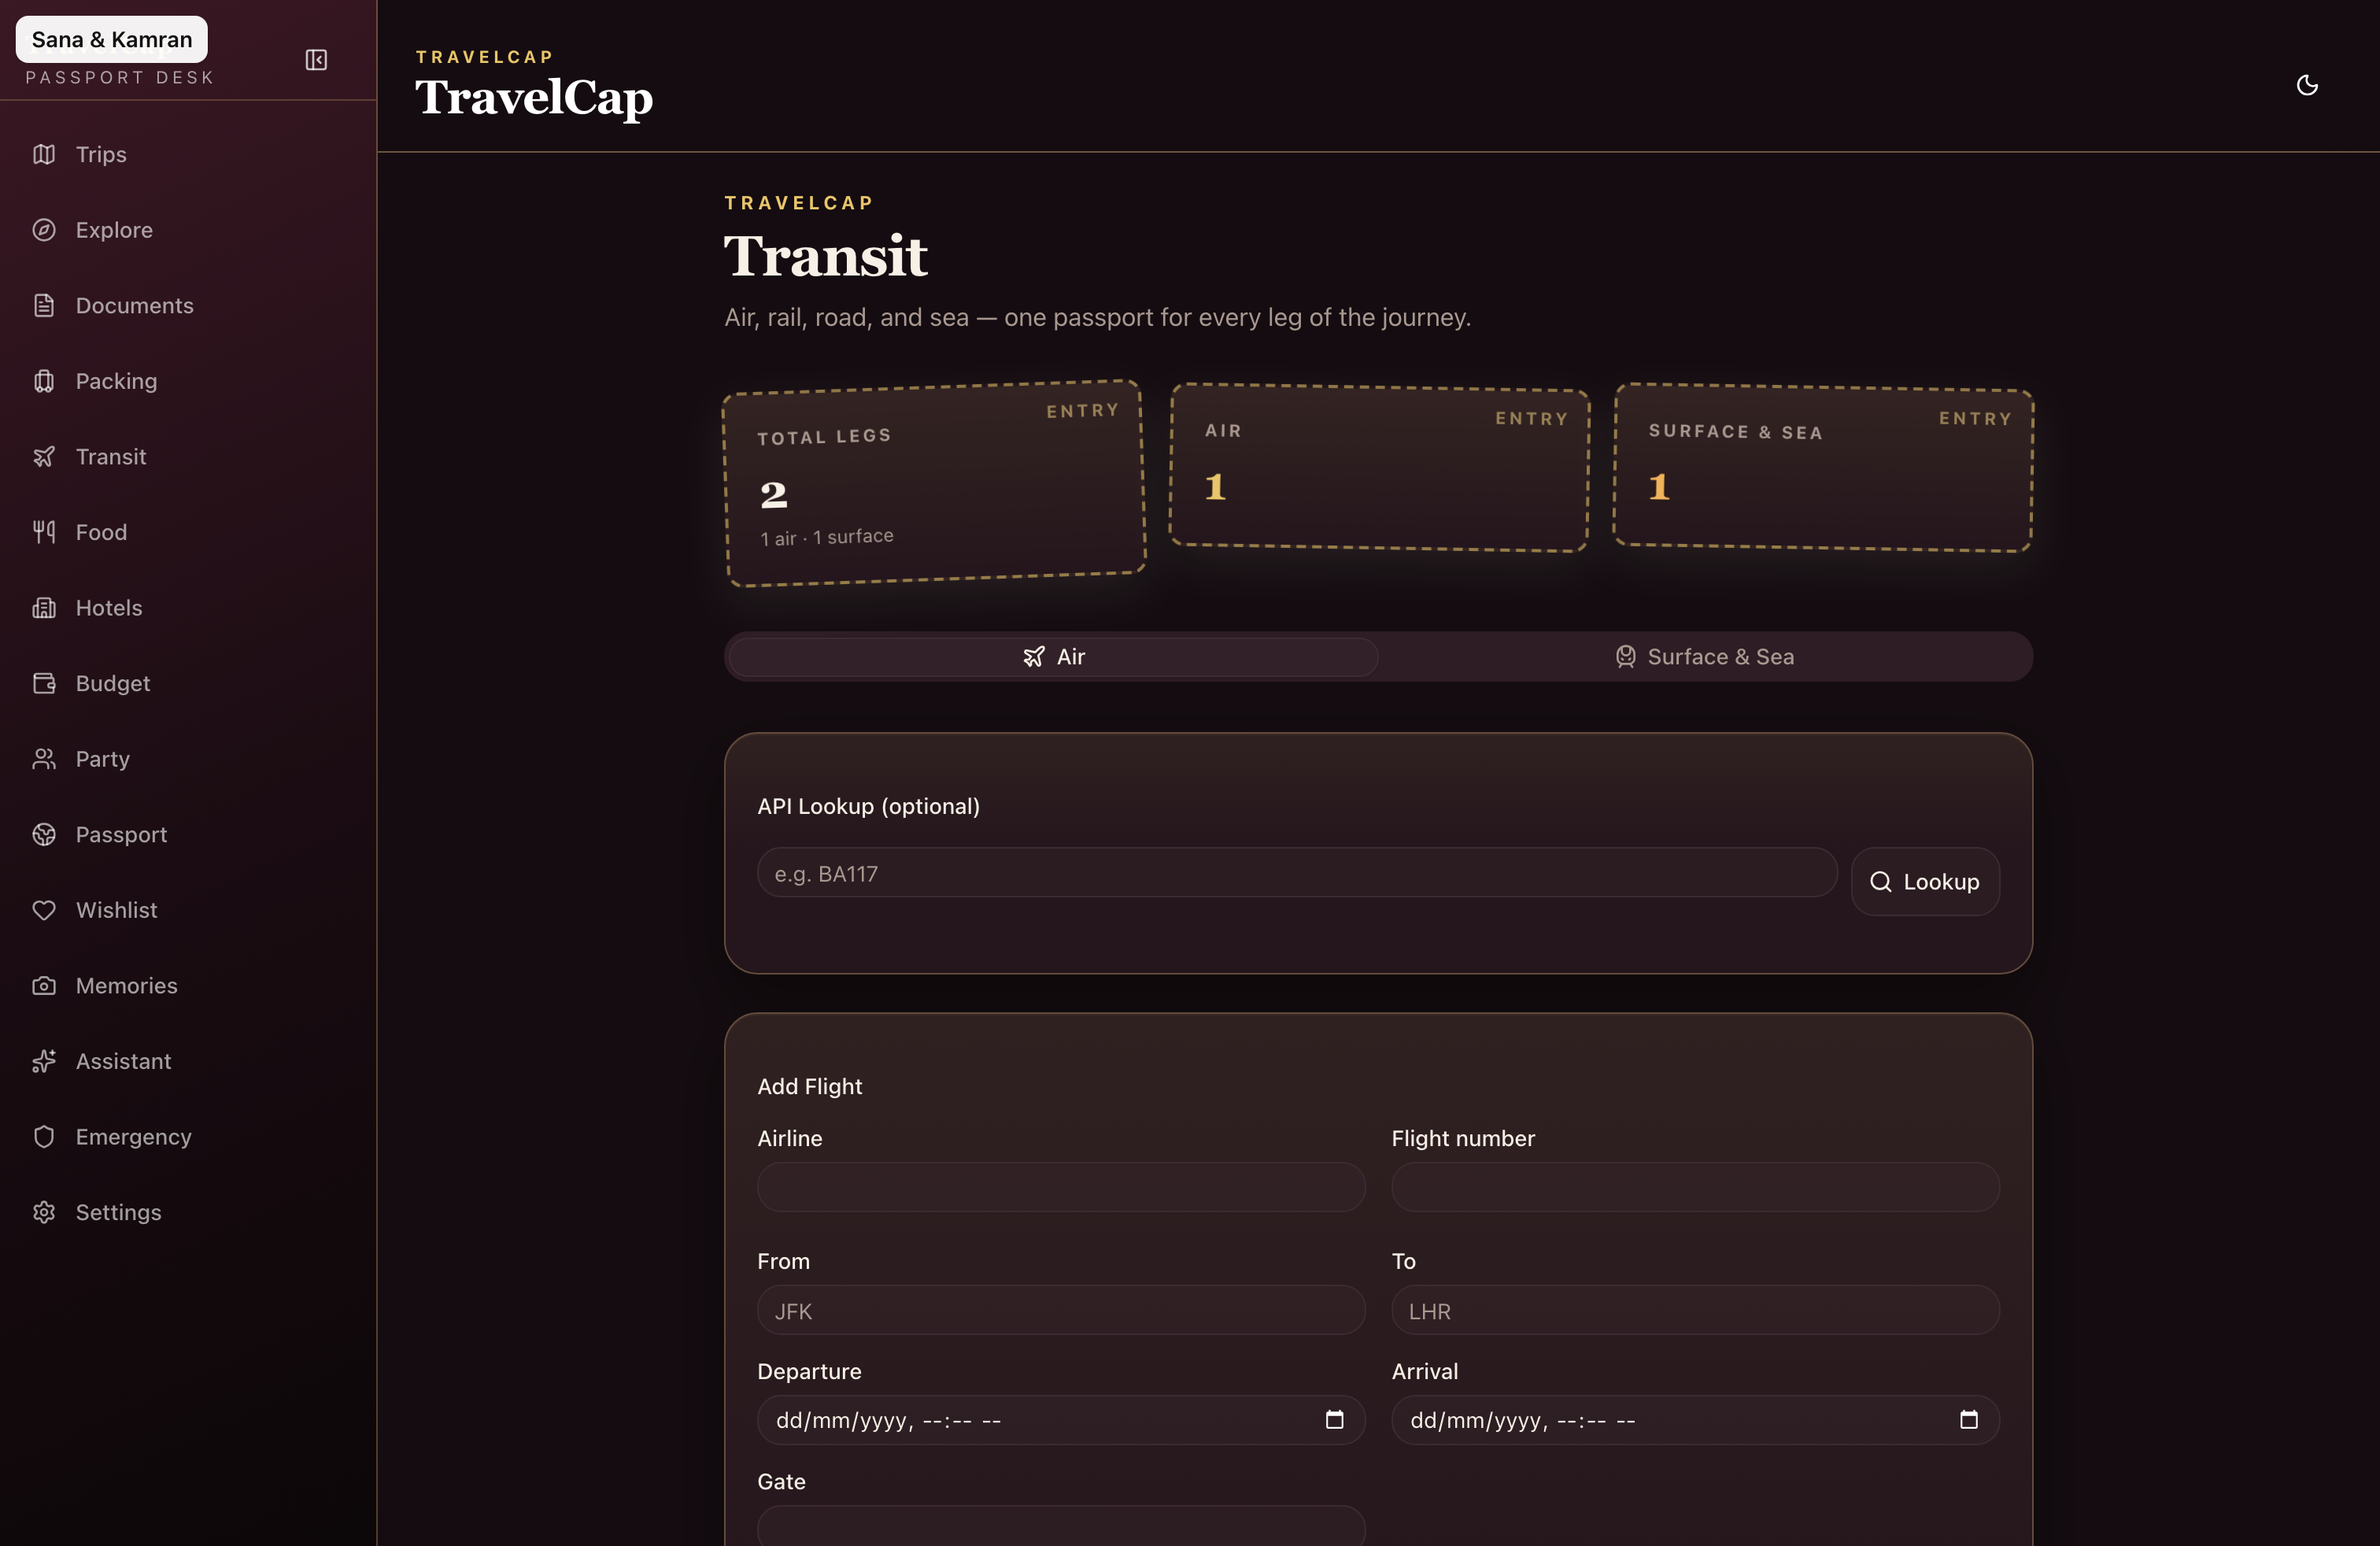 Sana & Kamran
PASSPORT DESK
Trips
Explore
Documents
Packing
Transit
Food
Hotels
Budget
Party
Passport
Wishlist
Memories
Assistant
Emergency
Settings
TRAVELCAP
TravelCap
TRAVELCAP
Transit
Air, rail, road, and sea — one passport for every leg of the journey.
ENTRY
TOTAL LEGS
2
1 air · 1 surface
ENTRY
AIR
1
ENTRY
SURFACE & SEA
1
Air
Surface & Sea
API Lookup (optional)
e.g. BA117
Lookup
Add Flight
Airline
Flight number
From
To
JFK
LHR
Departure
Arrival
dd/mm/yyyy, --:-- --
dd/mm/yyyy, --:-- --
Gate